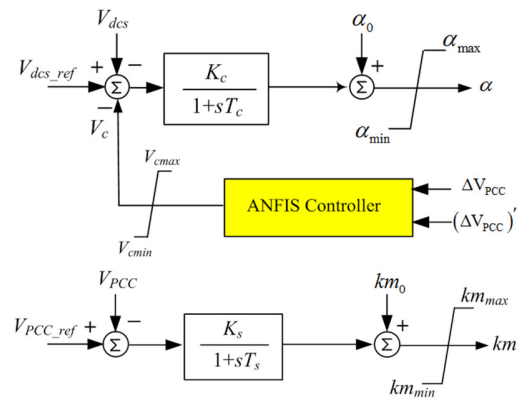 V_dcs
α_0
V_dcs_ref + −
Σ
K_c
1+sT_c
+
Σ
α_max
α
−
V_c
α_min
V_cmax
V_cmin
ANFIS Controller
ΔV_PCC
(ΔV_PCC)′
V_PCC
km_0
V_PCC_ref + −
Σ
K_s
1+sT_s
+
Σ
km_max
km
km_min